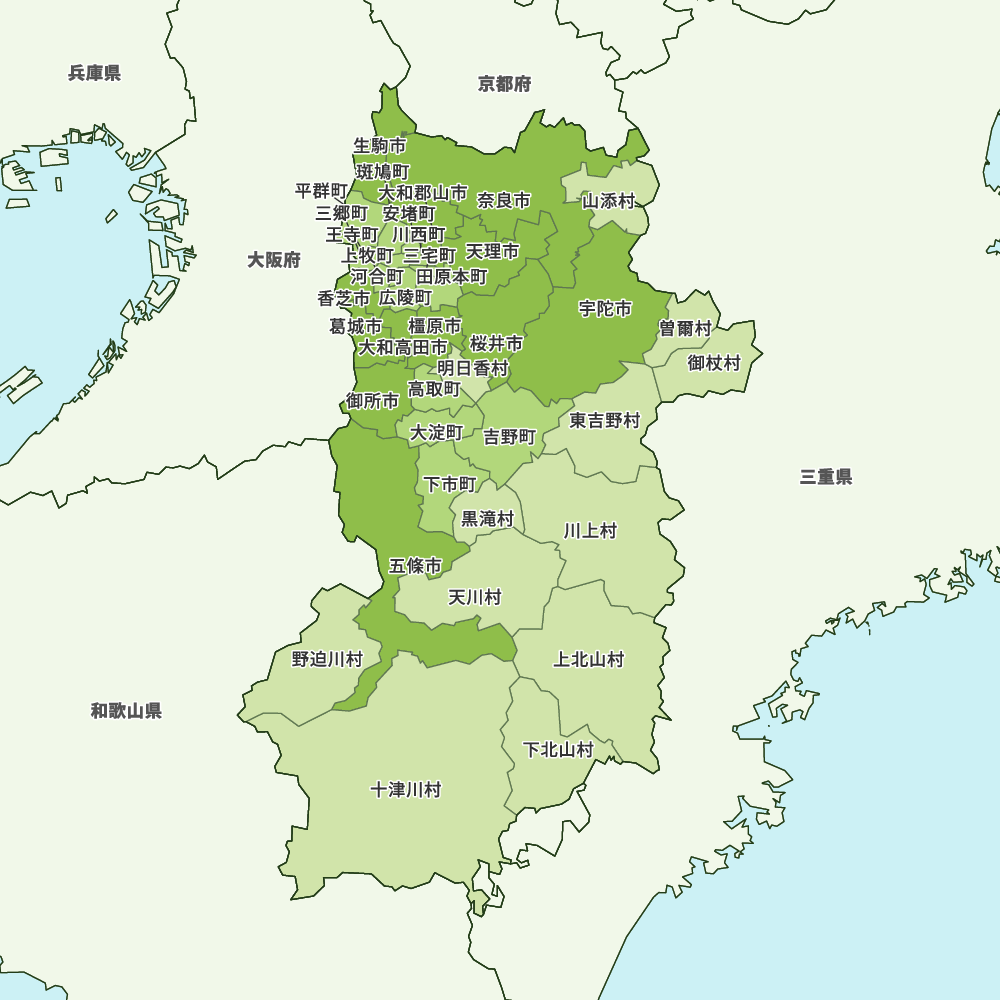 兵庫県
京都府
生駒市
斑鳩町
平群町
大和郡山市
奈良市
山添村
三郷町
安堵町
王寺町
川西町
天理市
大阪府
上牧町
三宅町
河合町
田原本町
香芝市
広陵町
宇陀市
葛城市
橿原市
曽爾村
大和高田市
桜井市
御杖村
明日香村
高取町
御所市
東吉野村
大淀町
吉野町
三重県
下市町
黒滝村
川上村
五條市
天川村
野迫川村
上北山村
和歌山県
下北山村
十津川村